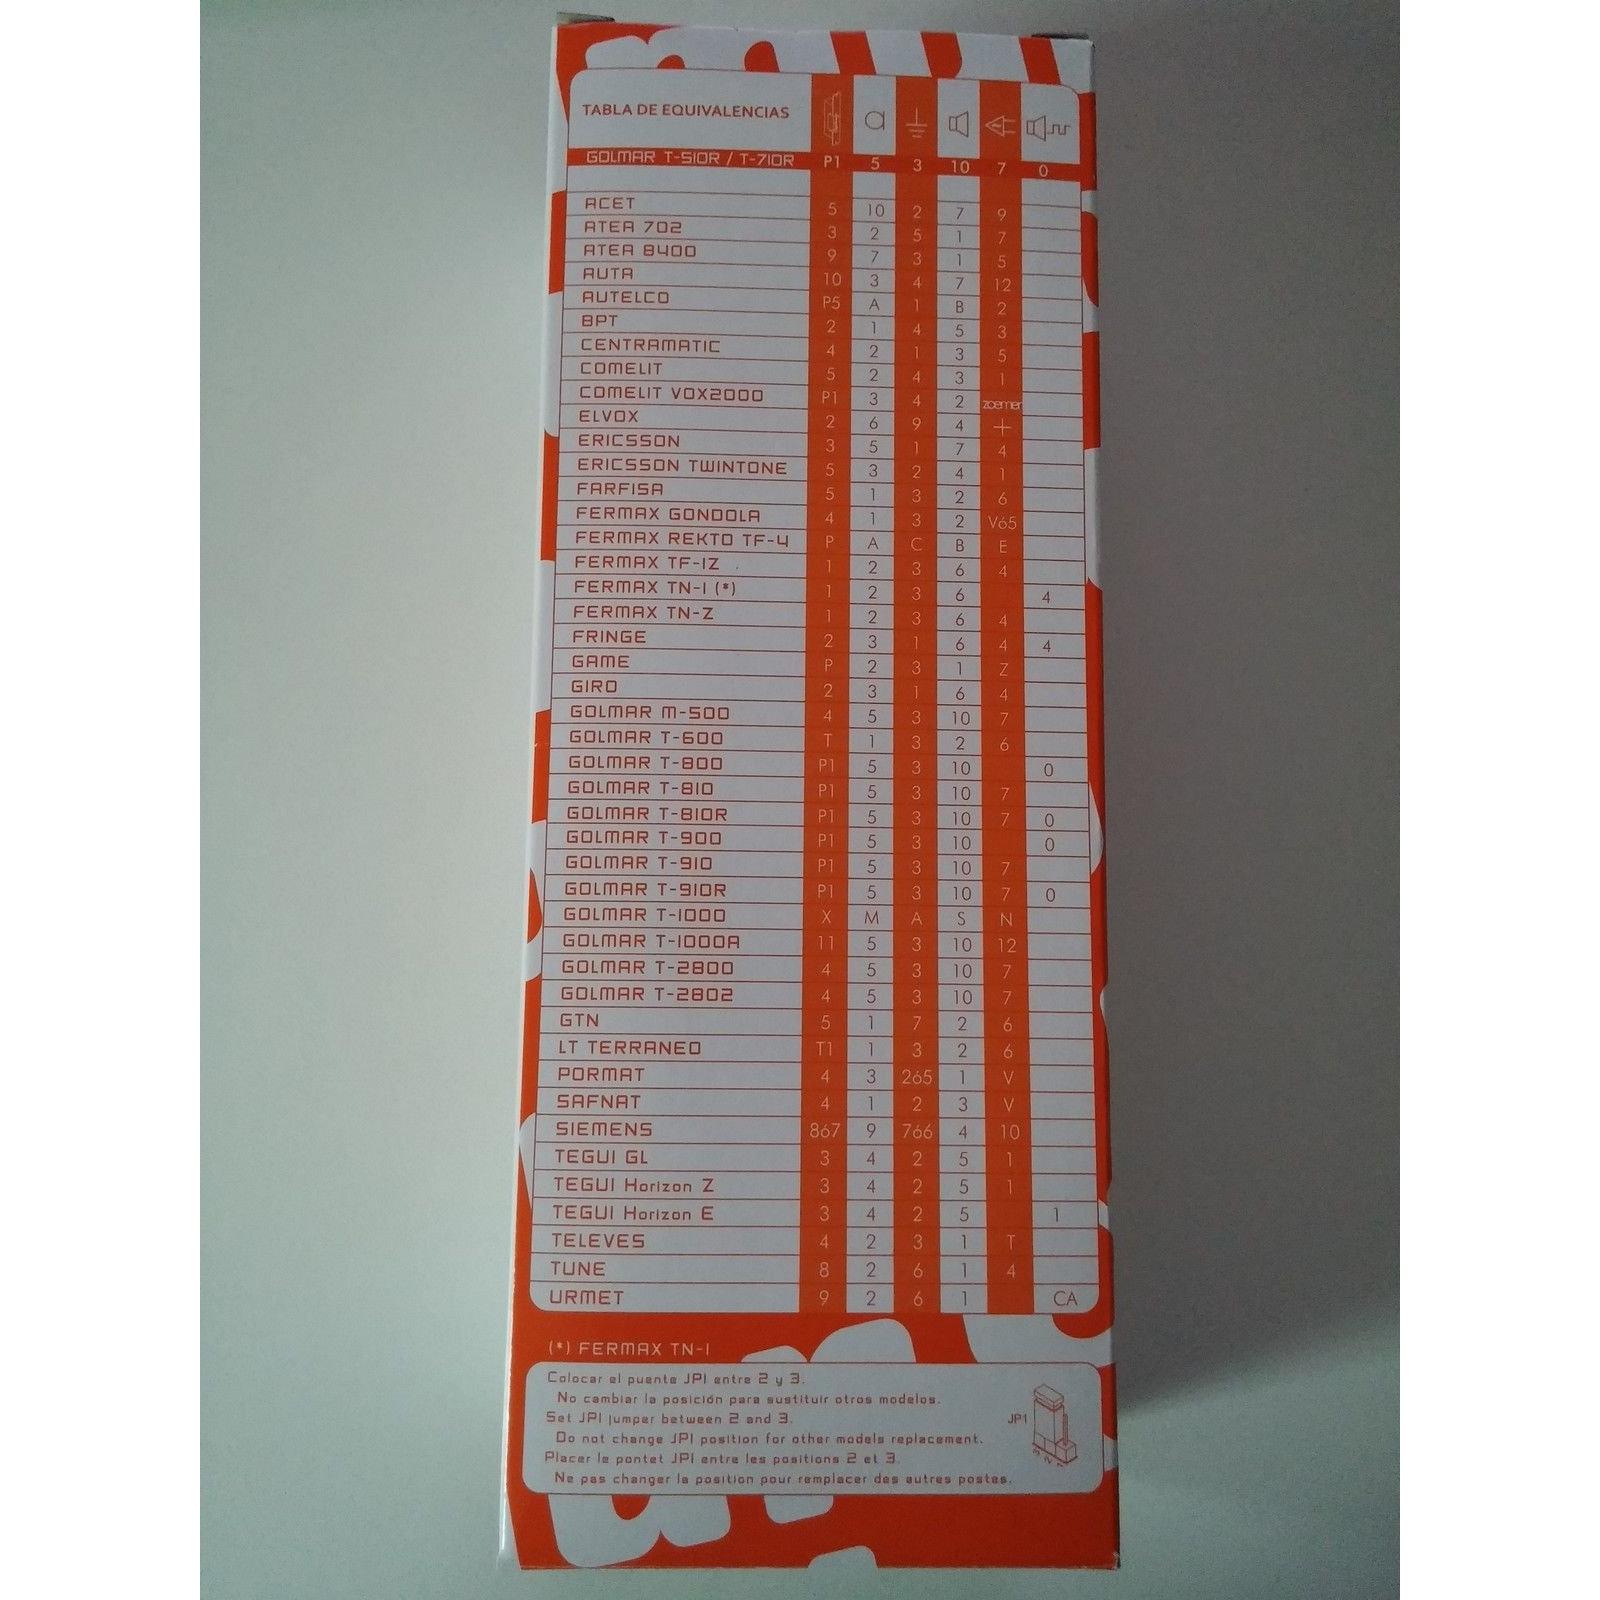 TABLA DE EQUIVALENCIAS
GOLMAR T-510R / T-710R P1 5 3 10 7 0
ACET 5 10 2 7 9
ATEA 702 3 2 5 1 7
ATEA 8400 9 7 3 1 5
AUTA 10 3 4 7 12
AUTELCO P5 A 1 B 2
BPT 2 1 4 5 3
CENTRAMATIC 4 2 1 3 5
COMELIT 5 2 4 3 1
COMELIT VOX2000 P1 3 4 2 zoemer
ELVOX 2 6 9 4 +
ERICSSON 3 5 1 7 4
ERICSSON TWINTONE 5 3 2 4 1
FARFISA 5 1 3 2 6
FERMAX GONDOLA 4 1 3 2 V65
FERMAX REKTO TF-4 P A C B E
FERMAX TF-1Z 1 2 3 6 4
FERMAX TN-1 (*) 1 2 3 6 4
FERMAX TN-Z 1 2 3 6 4
FRINGE 2 3 1 6 4 4
GAME P 2 3 1 Z
GIRO 2 3 1 6 4
GOLMAR M-500 4 5 3 10 7
GOLMAR T-600 T 1 3 2 6
GOLMAR T-800 P1 5 3 10 0
GOLMAR T-810 P1 5 3 10 7
GOLMAR T-810R P1 5 3 10 7 0
GOLMAR T-900 P1 5 3 10 0
GOLMAR T-910 P1 5 3 10 7
GOLMAR T-910R P1 5 3 10 7 0
GOLMAR T-1000 X M A S N
GOLMAR T-1000A 11 5 3 10 12
GOLMAR T-2800 4 5 3 10 7
GOLMAR T-2802 4 5 3 10 7
GTN 5 1 7 2 6
LT TERRANEO T1 1 3 2 6
PORMAT 4 3 265 1 V
SAFNAT 4 1 2 3 V
SIEMENS 867 9 766 4 10
TEGUI GL 3 4 2 5 1
TEGUI Horizon Z 3 4 2 5 1
TEGUI Horizon E 3 4 2 5 1
TELEVES 4 2 3 1 T
TUNE 8 2 6 1 4
URMET 9 2 6 1 CA
(*) FERMAX TN-1
Colocar el puente JP1 entre 2 y 3.
No cambiar la posición para sustituir otros modelos.
Set JP1 jumper between 2 and 3.
Do not change JP1 position for other models replacement.
Placer le pontet JP1 entre les positions 2 et 3.
Ne pas changer la position pour remplacer des autres postes.
JP1
3 2 1